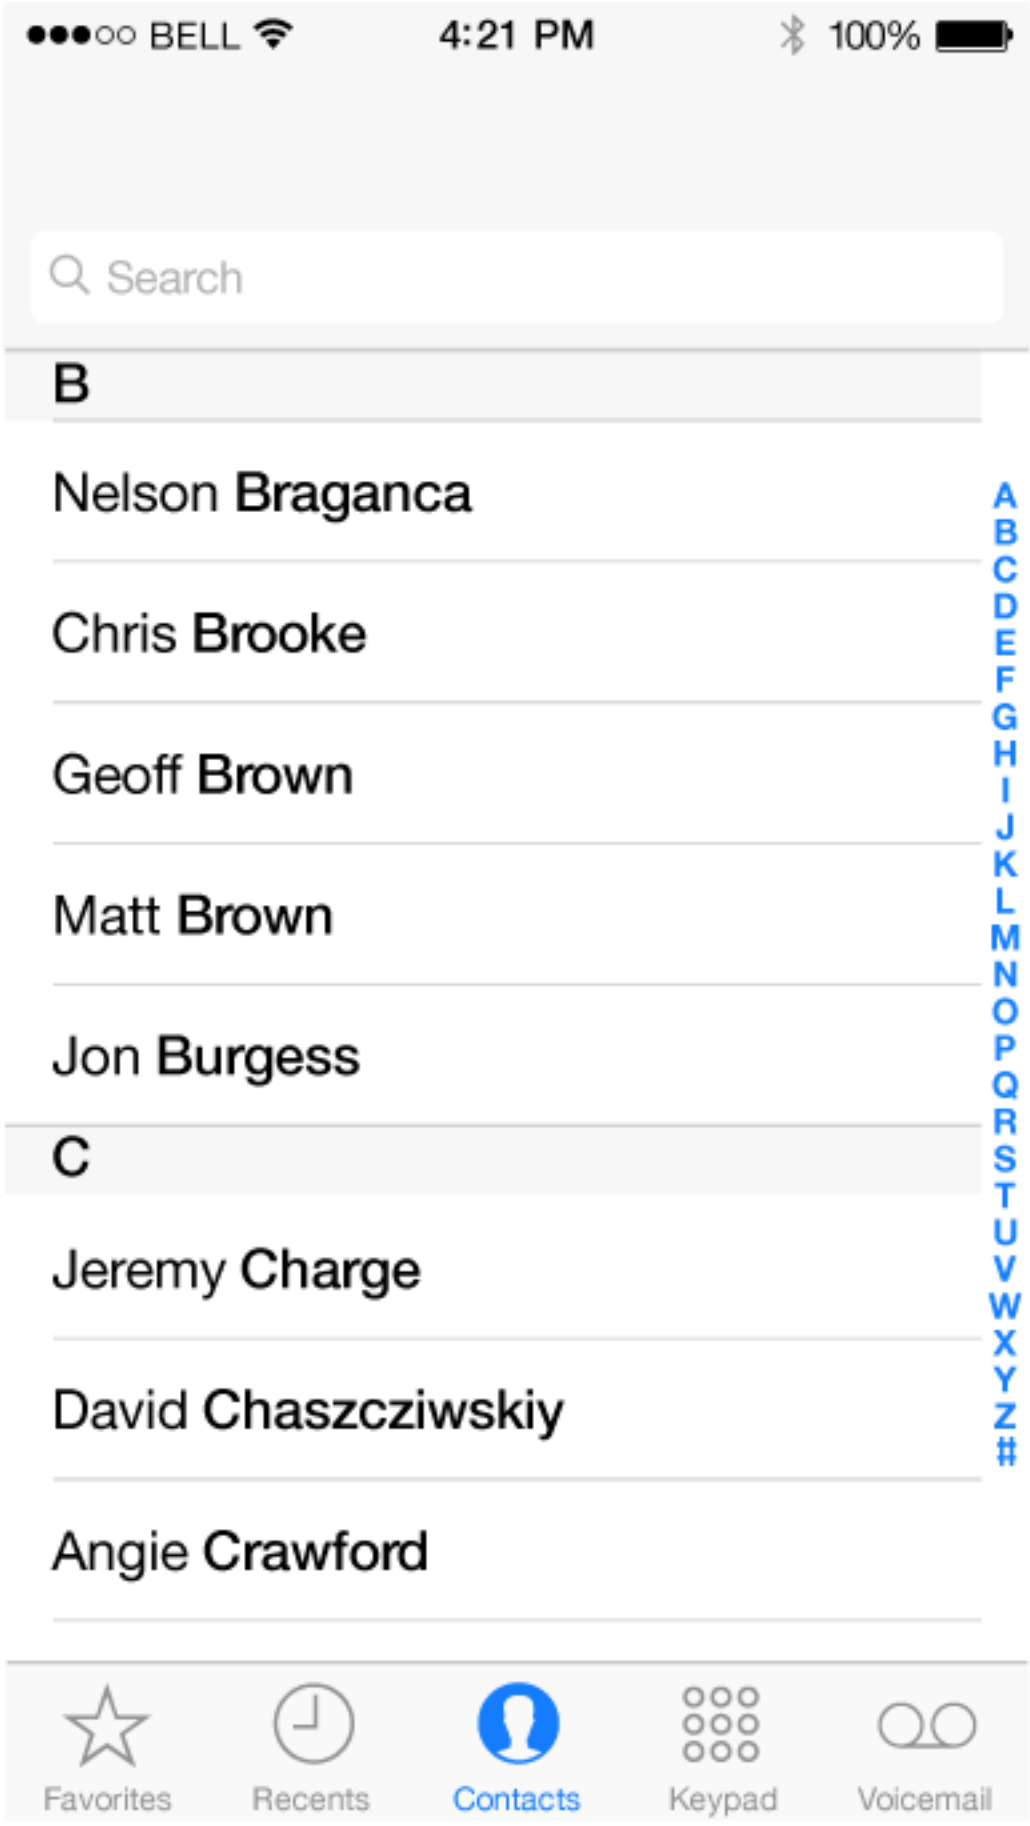 BELL 4:21 PM 100%
Search
B
Nelson Braganca
Chris Brooke
Geoff Brown
Matt Brown
Jon Burgess
C
Jeremy Charge
David Chaszcziwskiy
Angie Crawford
A
B
C
D
E
F
G
H
I
J
K
L
M
N
O
P
Q
R
S
T
U
V
W
X
Y
Z
#
Favorites Recents Contacts Keypad Voicemail